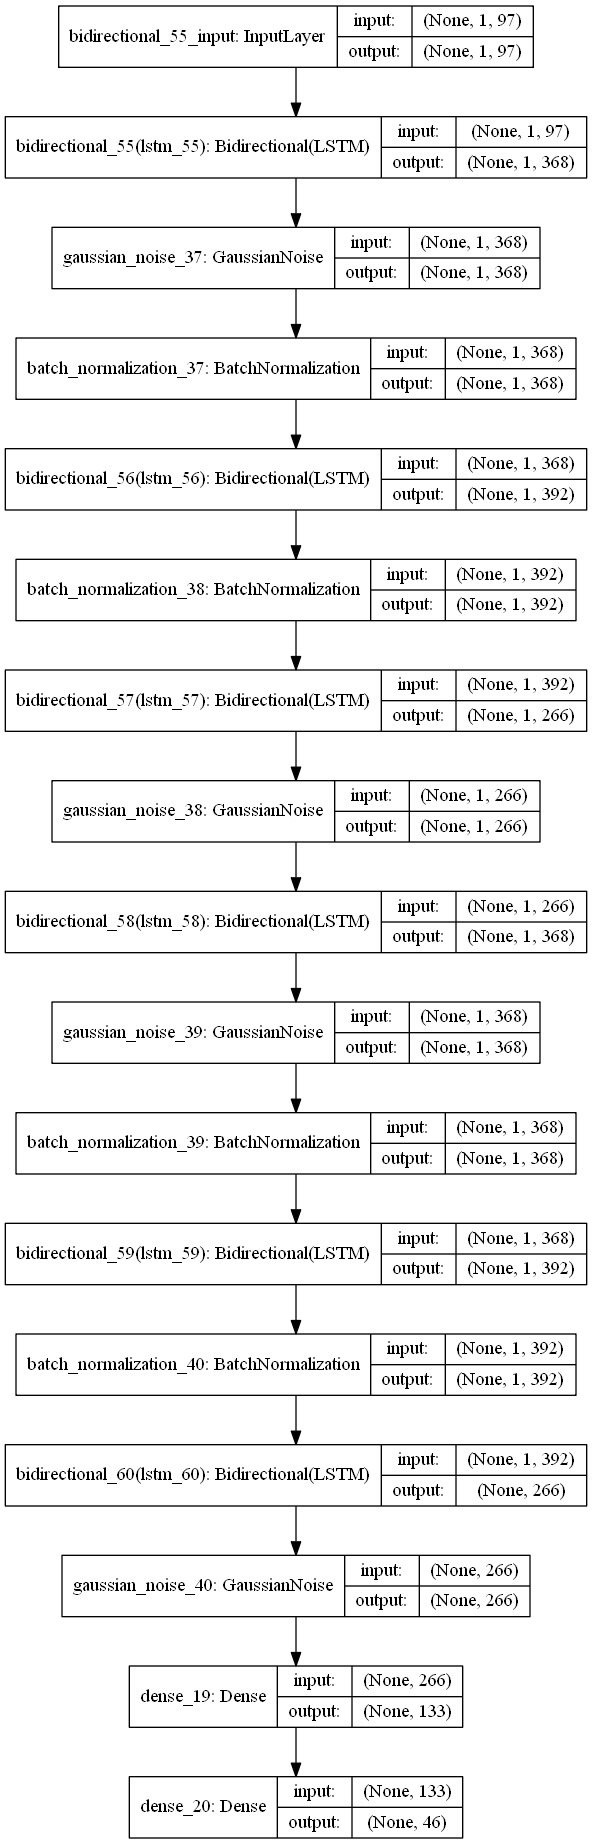 bidirectional_55_input: InputLayer
input: (None, 1, 97)
output: (None, 1, 97)
bidirectional_55(lstm_55): Bidirectional(LSTM)
input: (None, 1, 97)
output: (None, 1, 368)
gaussian_noise_37: GaussianNoise
input: (None, 1, 368)
output: (None, 1, 368)
batch_normalization_37: BatchNormalization
input: (None, 1, 368)
output: (None, 1, 368)
bidirectional_56(lstm_56): Bidirectional(LSTM)
input: (None, 1, 368)
output: (None, 1, 392)
batch_normalization_38: BatchNormalization
input: (None, 1, 392)
output: (None, 1, 392)
bidirectional_57(lstm_57): Bidirectional(LSTM)
input: (None, 1, 392)
output: (None, 1, 266)
gaussian_noise_38: GaussianNoise
input: (None, 1, 266)
output: (None, 1, 266)
bidirectional_58(lstm_58): Bidirectional(LSTM)
input: (None, 1, 266)
output: (None, 1, 368)
gaussian_noise_39: GaussianNoise
input: (None, 1, 368)
output: (None, 1, 368)
batch_normalization_39: BatchNormalization
input: (None, 1, 368)
output: (None, 1, 368)
bidirectional_59(lstm_59): Bidirectional(LSTM)
input: (None, 1, 368)
output: (None, 1, 392)
batch_normalization_40: BatchNormalization
input: (None, 1, 392)
output: (None, 1, 392)
bidirectional_60(lstm_60): Bidirectional(LSTM)
input: (None, 1, 392)
output: (None, 266)
gaussian_noise_40: GaussianNoise
input: (None, 266)
output: (None, 266)
dense_19: Dense
input: (None, 266)
output: (None, 133)
dense_20: Dense
input: (None, 133)
output: (None, 46)